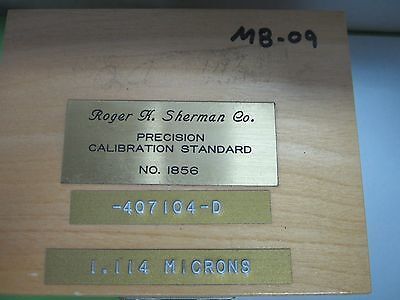 MB-09
Roger K. Sherman Co.
PRECISION
CALIBRATION STANDARD
NO. 1856
-407104-D
1.114 MICRONS